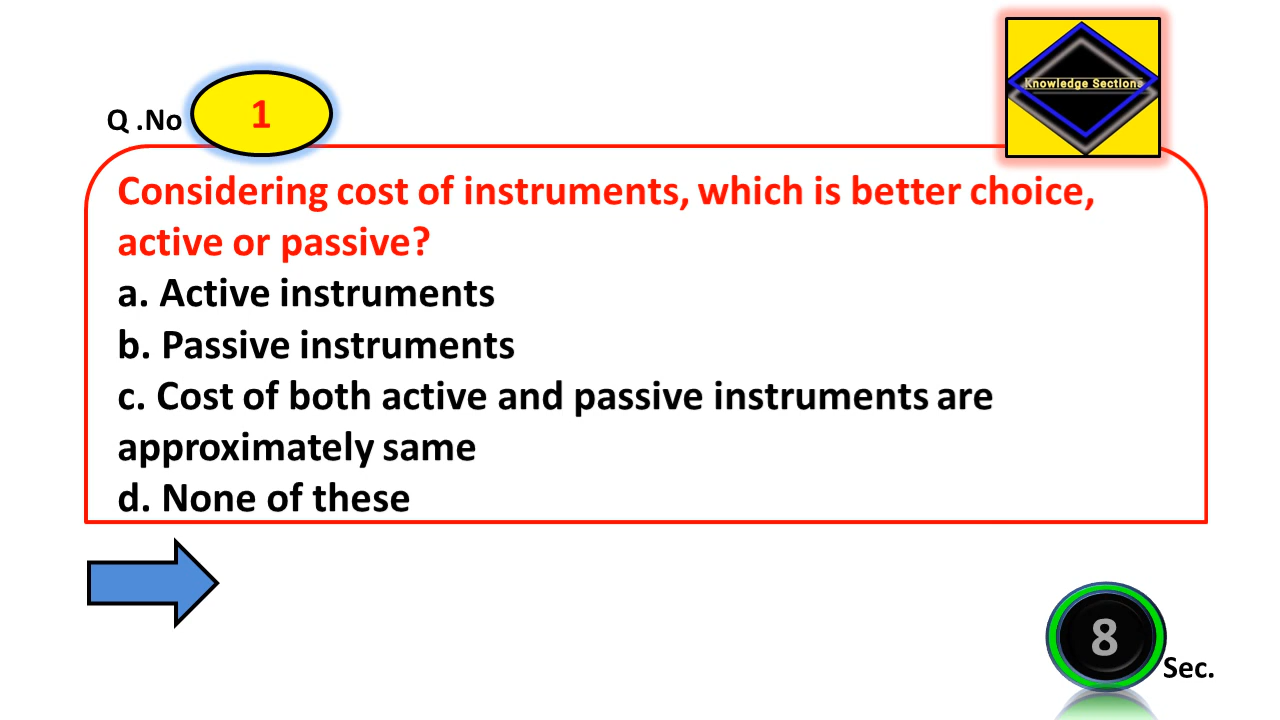 Knowledge Sections
Q .No 1
Considering cost of instruments, which is better choice,
active or passive?
a. Active instruments
b. Passive instruments
c. Cost of both active and passive instruments are
approximately same
d. None of these
8 Sec.